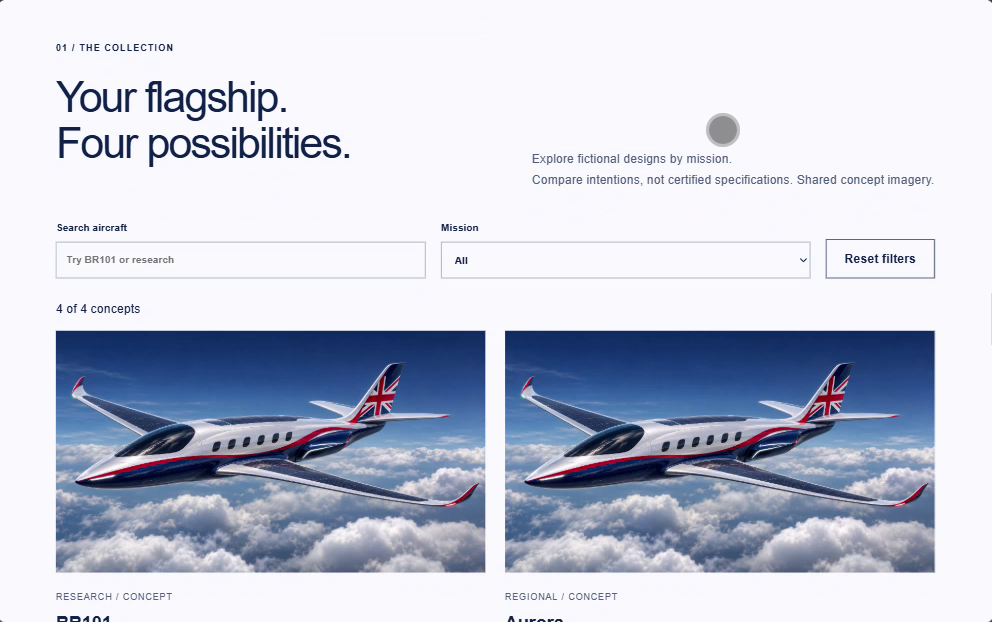 01 / THE COLLECTION
Your flagship.
Four possibilities.
Explore fictional designs by mission.
Compare intentions, not certified specifications. Shared concept imagery.
Search aircraft
Mission
Try BR101 or research
All
Reset filters
4 of 4 concepts
RESEARCH / CONCEPT
REGIONAL / CONCEPT
BR101
Aurora